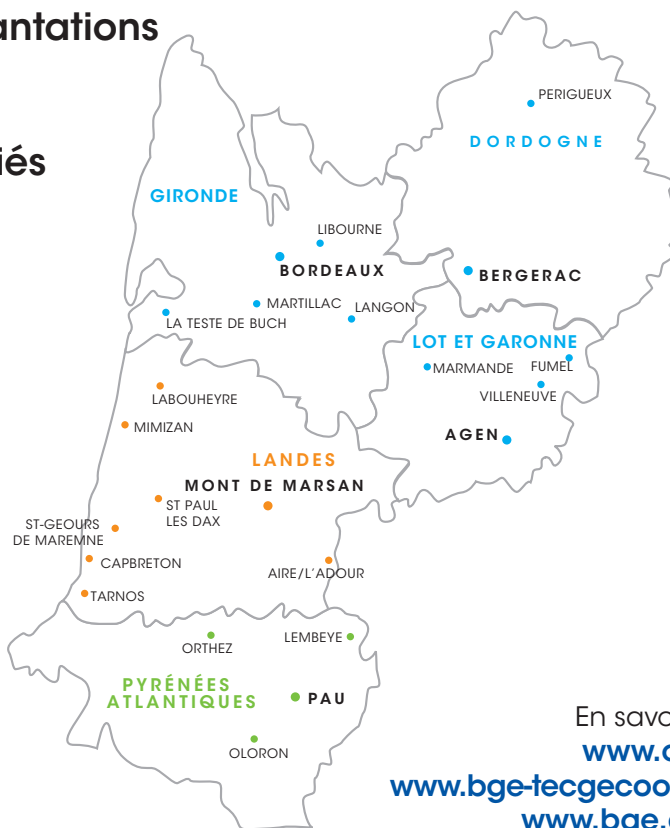 antations
iés
PERIGUEUX
DORDOGNE
GIRONDE
LIBOURNE
BORDEAUX
BERGERAC
MARTILLAC
LANGON
LA TESTE DE BUCH
LOT ET GARONNE
MARMANDE
FUMEL
VILLENEUVE
LABOUHEYRE
MIMIZAN
AGEN
LANDES
MONT DE MARSAN
ST PAUL
LES DAX
ST-GEOURS
DE MAREMNE
CAPBRETON
AIRE/L'ADOUR
TARNOS
ORTHEZ
LEMBEYE
PYRÉNÉES
ATLANTIQUES
PAU
OLORON
En savo
www.
www.bge-tecgecoo
www.bge.